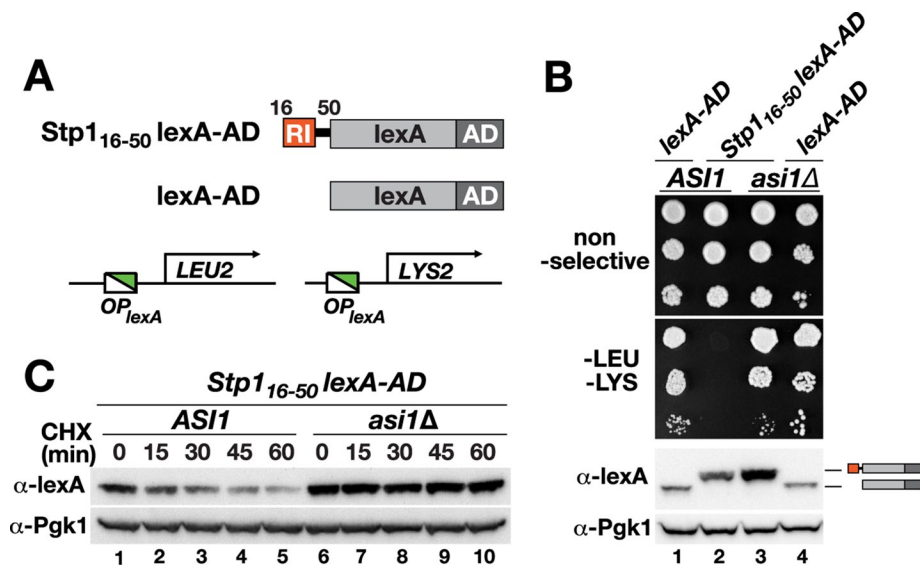 A
16 50
Stp1₁₆₋₅₀ lexA-AD RI lexA AD
lexA-AD lexA AD
LEU2 LYS2
OPlexA OPlexA
B
lexA-AD Stp1₁₆₋₅₀ lexA-AD lexA-AD
ASI1 asi1Δ
non
-selective
-LEU
-LYS
α-lexA
α-Pgk1
1 2 3 4
C
Stp1₁₆₋₅₀ lexA-AD
ASI1 asi1Δ
CHX
(min) 0 15 30 45 60 0 15 30 45 60
α-lexA
α-Pgk1
1 2 3 4 5 6 7 8 9 10